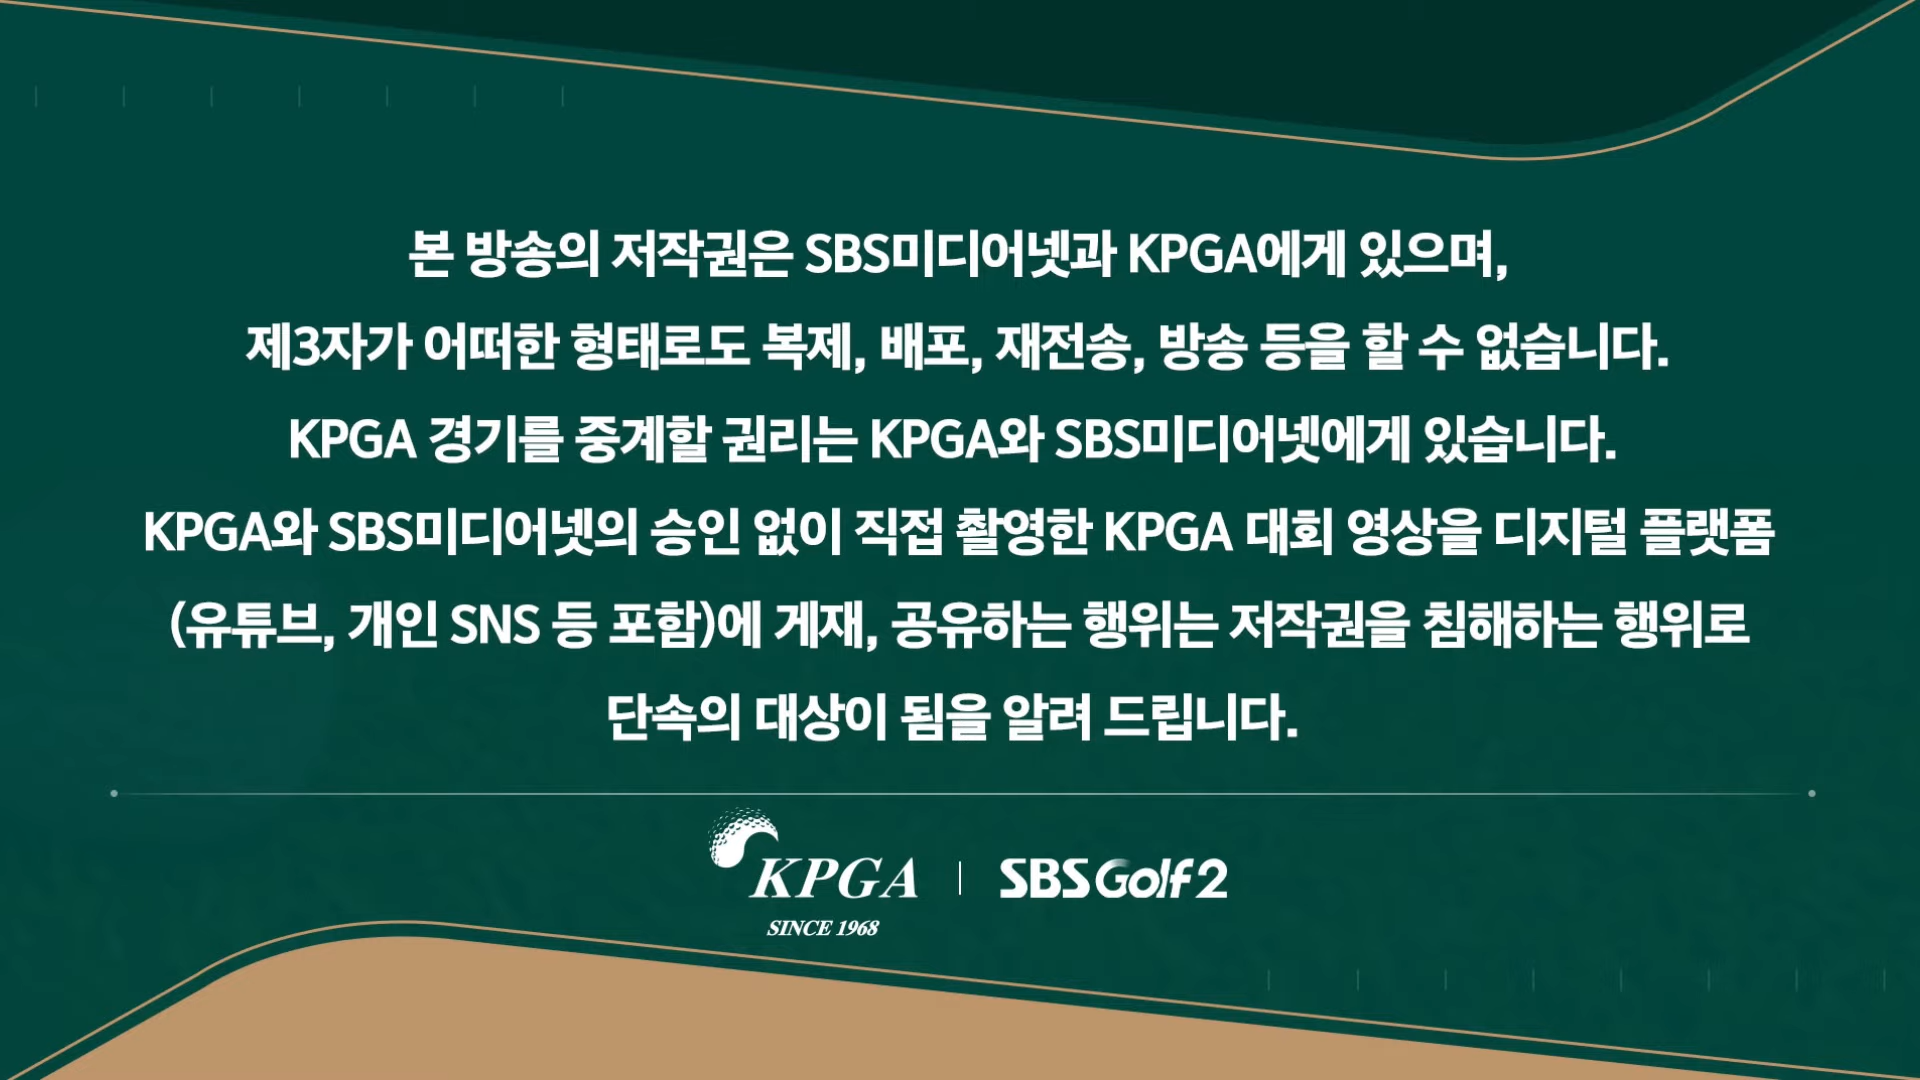 본 방송의 저작권은 SBS미디어넷과 KPGA에게 있으며,
제3자가 어떠한 형태로도 복제, 배포, 재전송, 방송 등을 할 수 없습니다.
KPGA 경기를 중계할 권리는 KPGA와 SBS미디어넷에게 있습니다.
KPGA와 SBS미디어넷의 승인 없이 직접 촬영한 KPGA 대회 영상을 디지털 플랫폼
(유튜브, 개인 SNS 등 포함)에 게재, 공유하는 행위는 저작권을 침해하는 행위로
단속의 대상이 됨을 알려 드립니다.
KPGA | SBS Golf 2
SINCE 1968